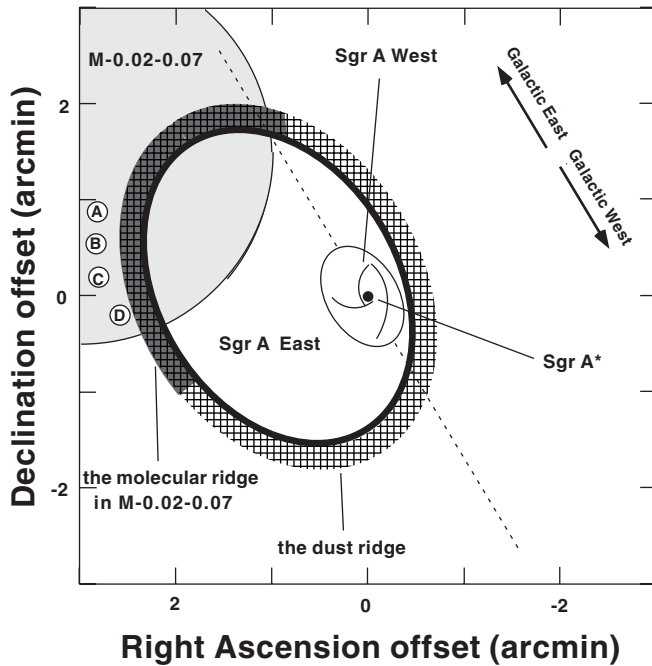 M-0.02-0.07
Sgr A West
Galactic East
Galactic West
2
0
-2
A
B
C
D
Sgr A East
Sgr A*
the molecular ridge
in M-0.02-0.07
the dust ridge
2
0
-2
Declination offset (arcmin)
Right Ascension offset (arcmin)